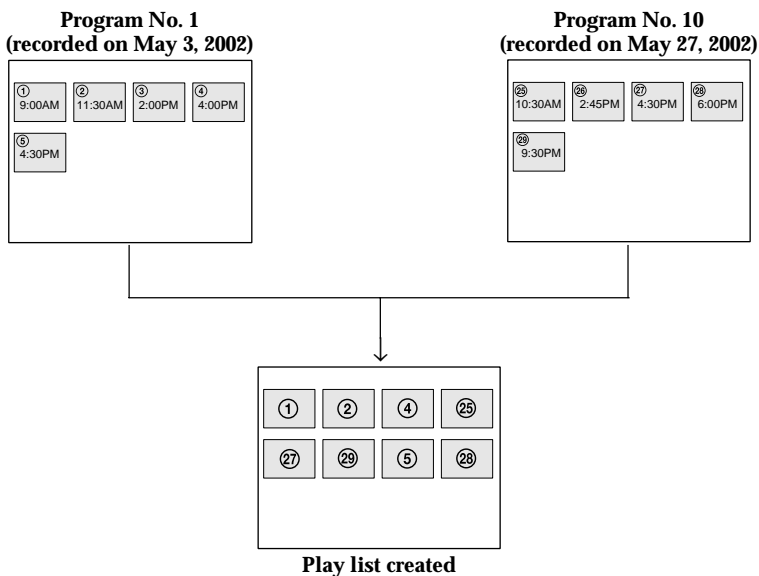 Program No. 1
(recorded on May 3, 2002)
① ② ③ ④
9:00AM 11:30AM 2:00PM 4:00PM
⑤
4:30PM
Program No. 10
(recorded on May 27, 2002)
㉕ ㉖ ㉗ ㉘
10:30AM 2:45PM 4:30PM 6:00PM
㉙
9:30PM
① ② ④ ㉕
㉗ ㉙ ⑤ ㉘
Play list created